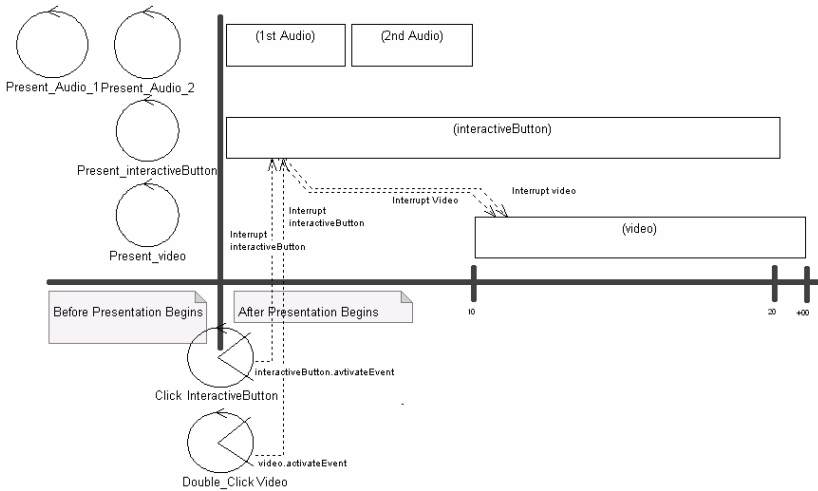 (1st Audio)
(2nd Audio)
Present_Audio_1
Present_Audio_2
(interactiveButton)
Present_interactiveButton
Interrupt video
Interrupt Video
Interrupt
interactiveButton
Interrupt
interactiveButton
(video)
Present_video
Before Presentation Begins
After Presentation Begins
10
20
+00
interactiveButton.avtivateEvent
Click InteractiveButton
video.activateEvent
Double_Click Video